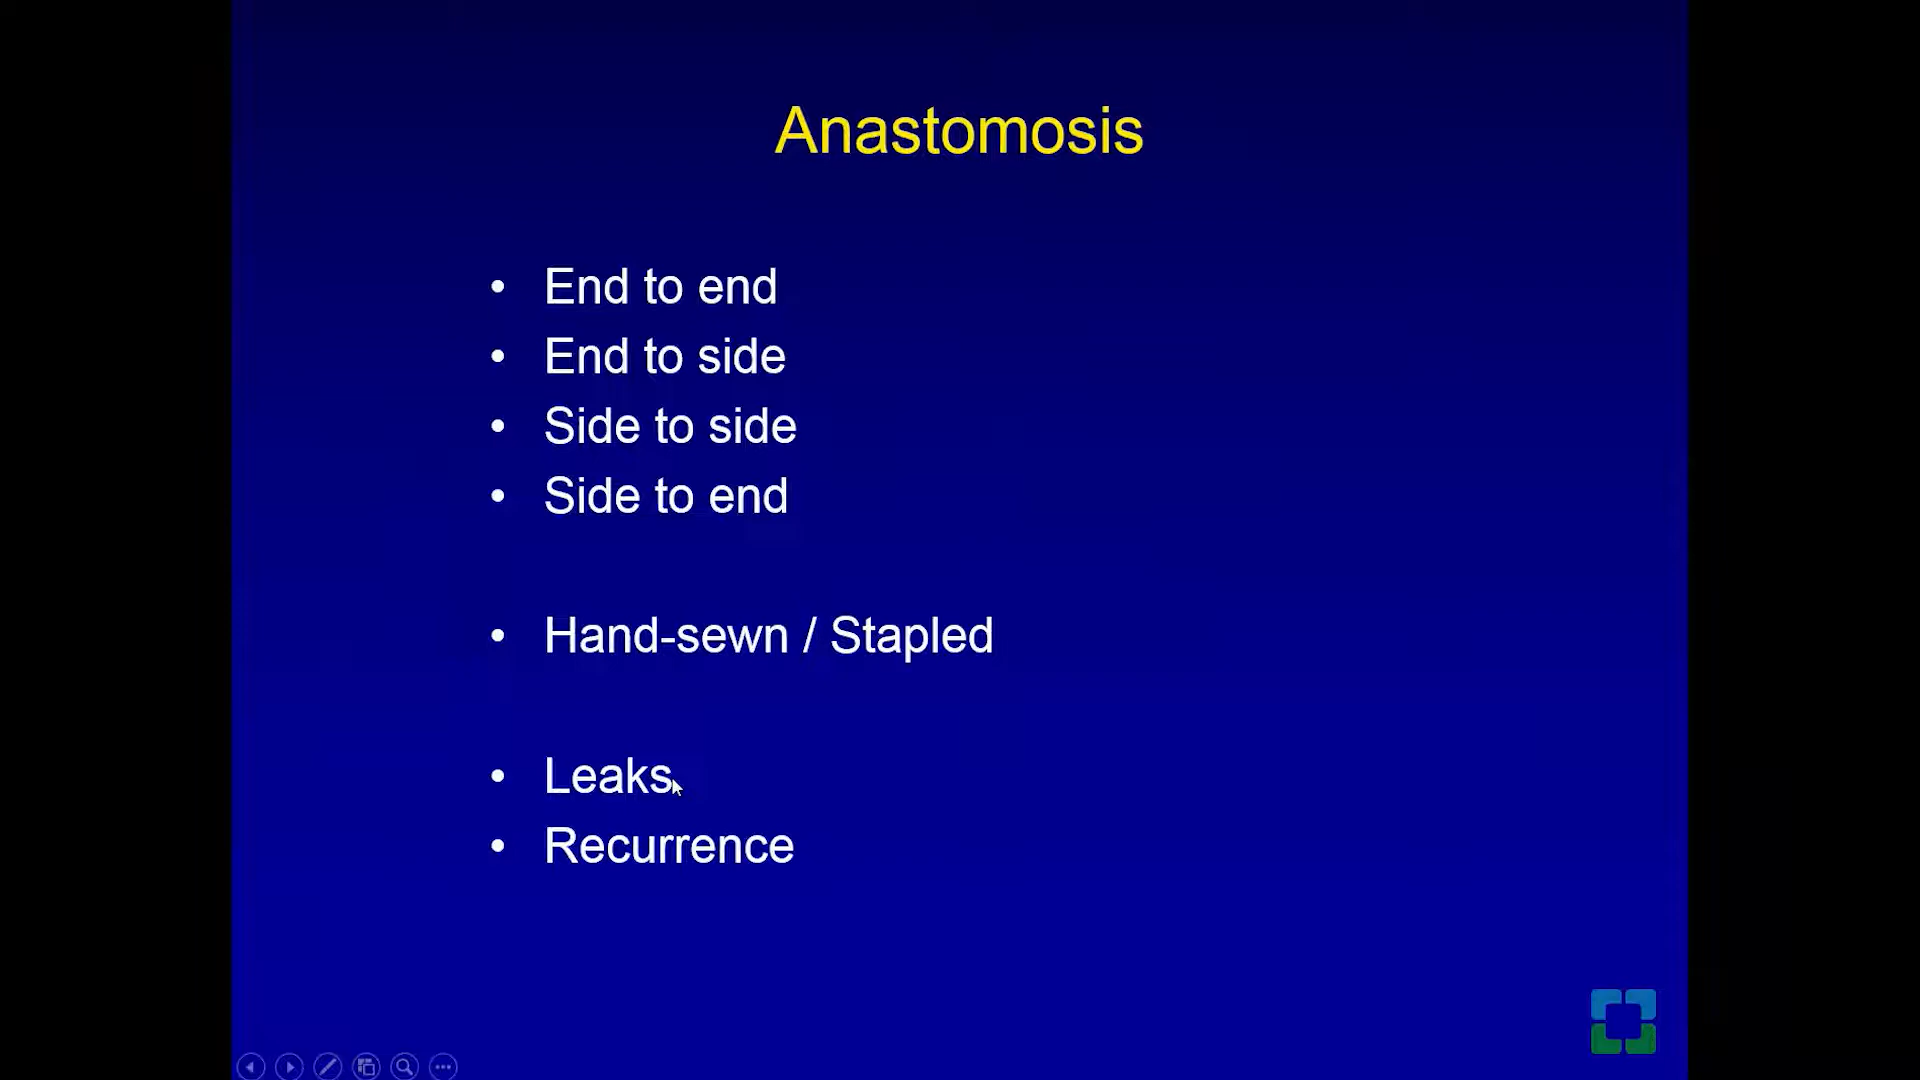 Anastomosis
• End to end
• End to side
• Side to side
• Side to end
• Hand-sewn / Stapled
• Leaks
• Recurrence